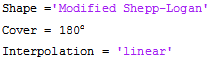 Shape ='Modified Shepp-Logan'
Cover = 180°
Interpolation = 'linear'